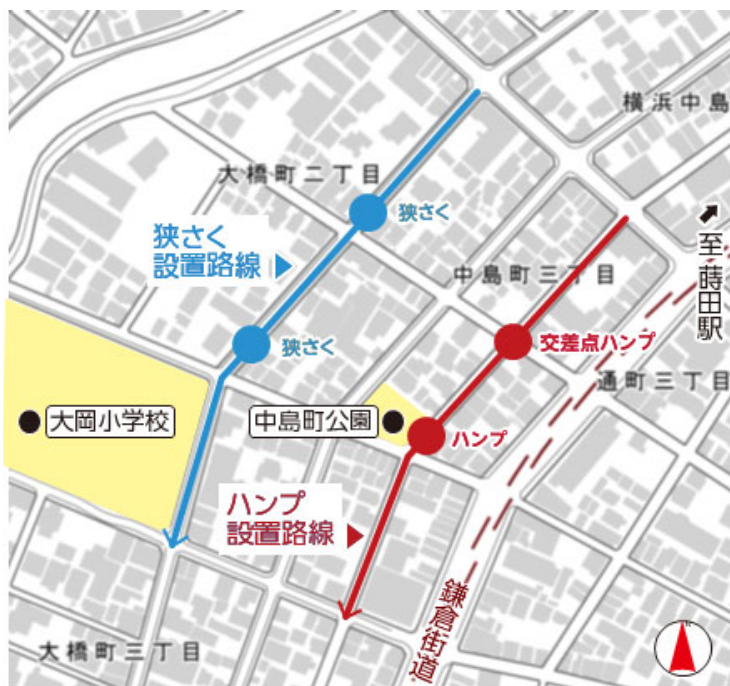 横浜中島
大橋町二丁目
狭さく
狭さく
設置路線
至蒔田駅
中島町三丁目
狭さく
交差点ハンプ
通町三丁目
大岡小学校
中島町公園
ハンプ
ハンプ
設置路線
鎌倉街道
大橋町三丁目